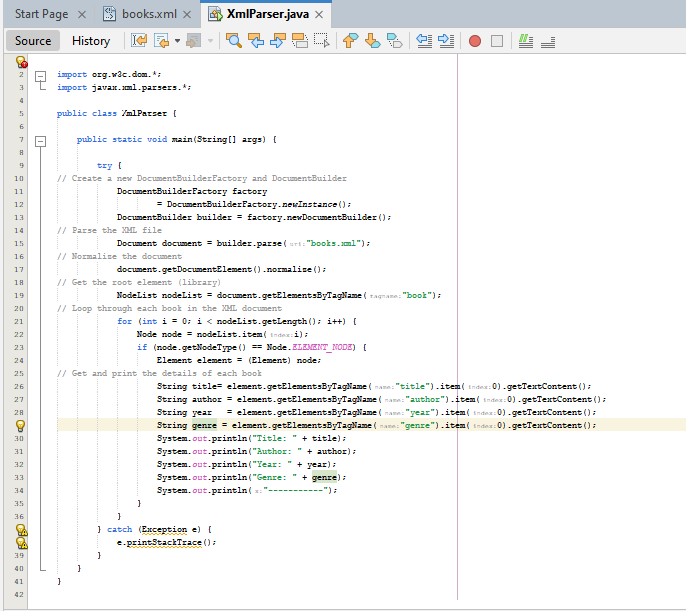 Start Page books.xml XmlParser.java
Source History
2 import org.w3c.dom.*;
3 import javax.xml.parsers.*;
4
5 public class XmlParser {
6
7 public static void main(String[] args) {
8
9 try {
10 // Create a new DocumentBuilderFactory and DocumentBuilder
11 DocumentBuilderFactory factory
12 = DocumentBuilderFactory.newInstance();
13 DocumentBuilder builder = factory.newDocumentBuilder();
14 // Parse the XML file
15 Document document = builder.parse(uri:"books.xml");
16 // Normalize the document
17 document.getDocumentElement().normalize();
18 // Get the root element (library)
19 NodeList nodeList = document.getElementsByTagName(tagname:"book");
20 // Loop through each book in the XML document
21 for (int i = 0; i < nodeList.getLength(); i++) {
22 Node node = nodeList.item(index:i);
23 if (node.getNodeType() == Node.ELEMENT_NODE) {
24 Element element = (Element) node;
25 // Get and print the details of each book
26 String title= element.getElementsByTagName(name:"title").item(index:0).getTextContent();
27 String author = element.getElementsByTagName(name:"author").item(index:0).getTextContent();
28 String year = element.getElementsByTagName(name:"year").item(index:0).getTextContent();
String genre = element.getElementsByTagName(name:"genre").item(index:0).getTextContent();
30 System.out.println("Title: " + title);
31 System.out.println("Author: " + author);
32 System.out.println("Year: " + year);
33 System.out.println("Genre: " + genre);
34 System.out.println(x:"-----------");
35 }
36 }
} catch (Exception e) {
e.printStackTrace();
39 }
40 }
41 }
42